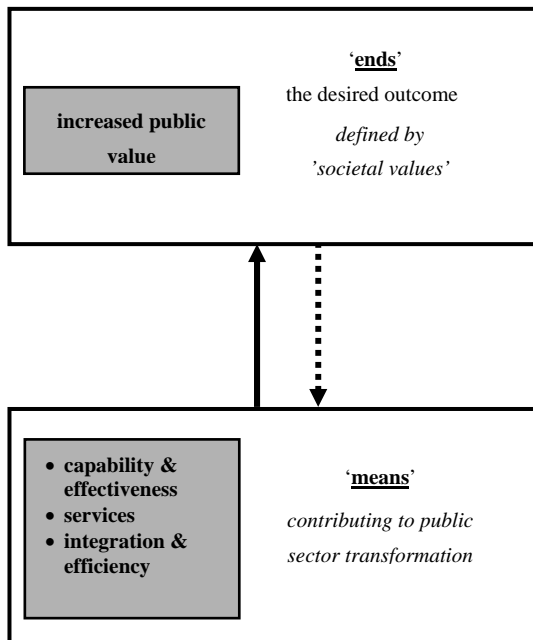 increased public
value
‘ends’
the desired outcome
defined by
’societal values’
• capability &
effectiveness
• services
• integration &
efficiency
‘means’
contributing to public
sector transformation